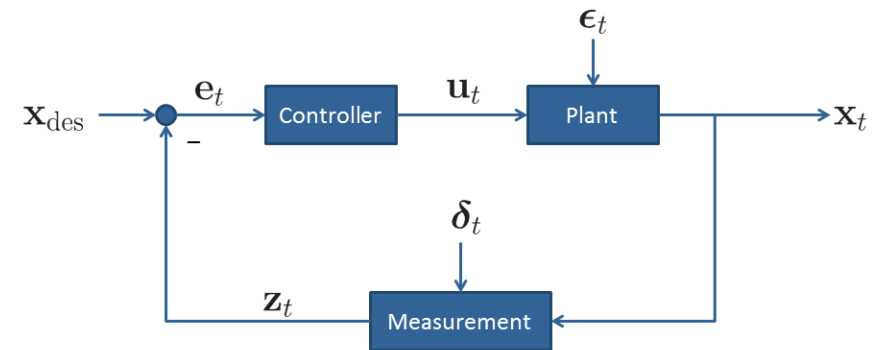 ϵ_t
x_des
e_t
Controller
u_t
Plant
x_t
–
δ_t
z_t
Measurement